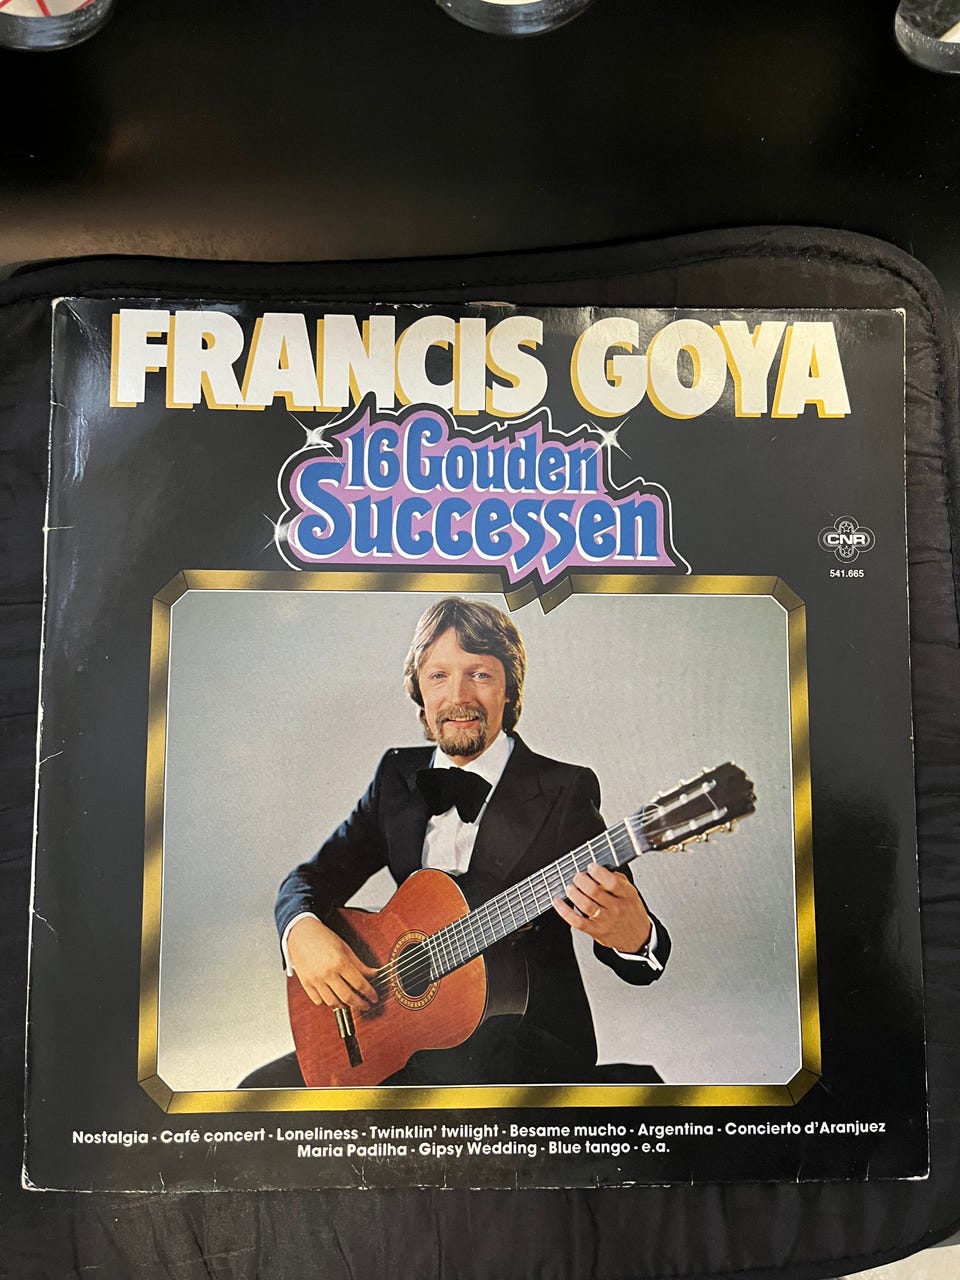 FRANCIS GOYA
16 Gouden
Successen
CNR
541.665
Nostalgia - Café concert - Loneliness - Twinklin' twilight - Besame mucho - Argentina - Concierto d'Aranjuez
Maria Padilha - Gipsy Wedding - Blue tango - e.a.